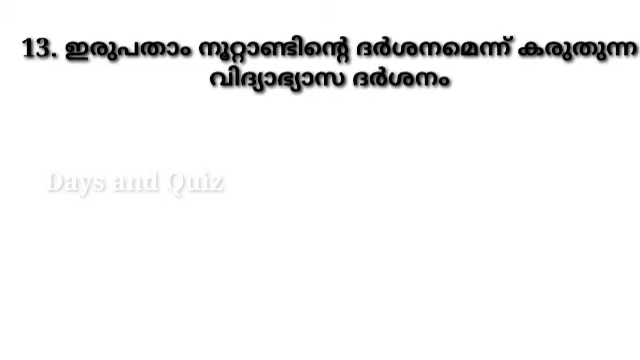 13. ഇരുപതാം നൂറ്റാണ്ടിന്റെ ദർശനമെന്ന് കരുതുന്ന
വിദ്യാഭ്യാസ ദർശനം
Days and Quiz